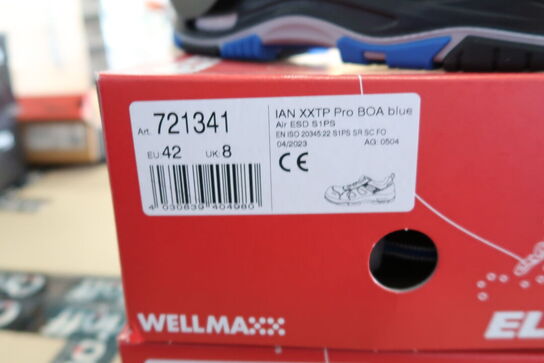 IAN XXTP Pro BOA blue
Art. 721341
Air ESD S1PS
EN ISO 20345:22 S1PS SR SC FO
04/2023 AG: 0504
EU: 42 UK: 8
CE
4 030839 404980
WELLMAXX
EL